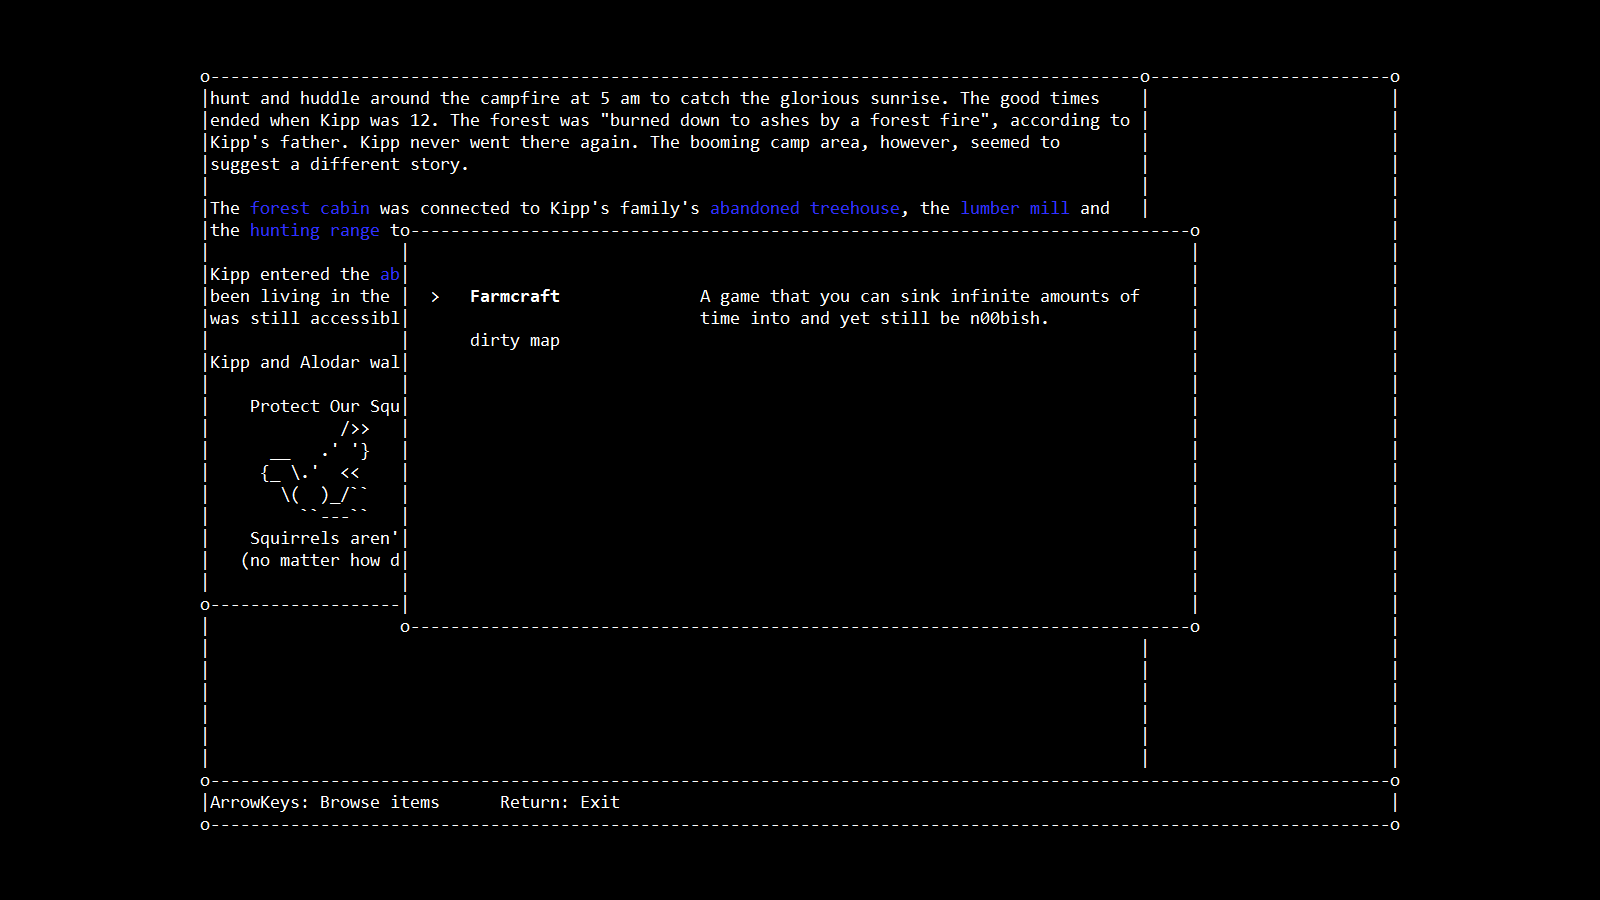 hunt and huddle around the campfire at 5 am to catch the glorious sunrise. The good times
ended when Kipp was 12. The forest was "burned down to ashes by a forest fire", according to
Kipp's father. Kipp never went there again. The booming camp area, however, seemed to
suggest a different story.
The forest cabin was connected to Kipp's family's abandoned treehouse, the lumber mill and
the hunting range to
Kipp entered the ab
been living in the
was still accessibl
Kipp and Alodar wal
Protect Our Squ
Squirrels aren'
(no matter how d
> Farmcraft A game that you can sink infinite amounts of
time into and yet still be n00bish.
dirty map
ArrowKeys: Browse items Return: Exit